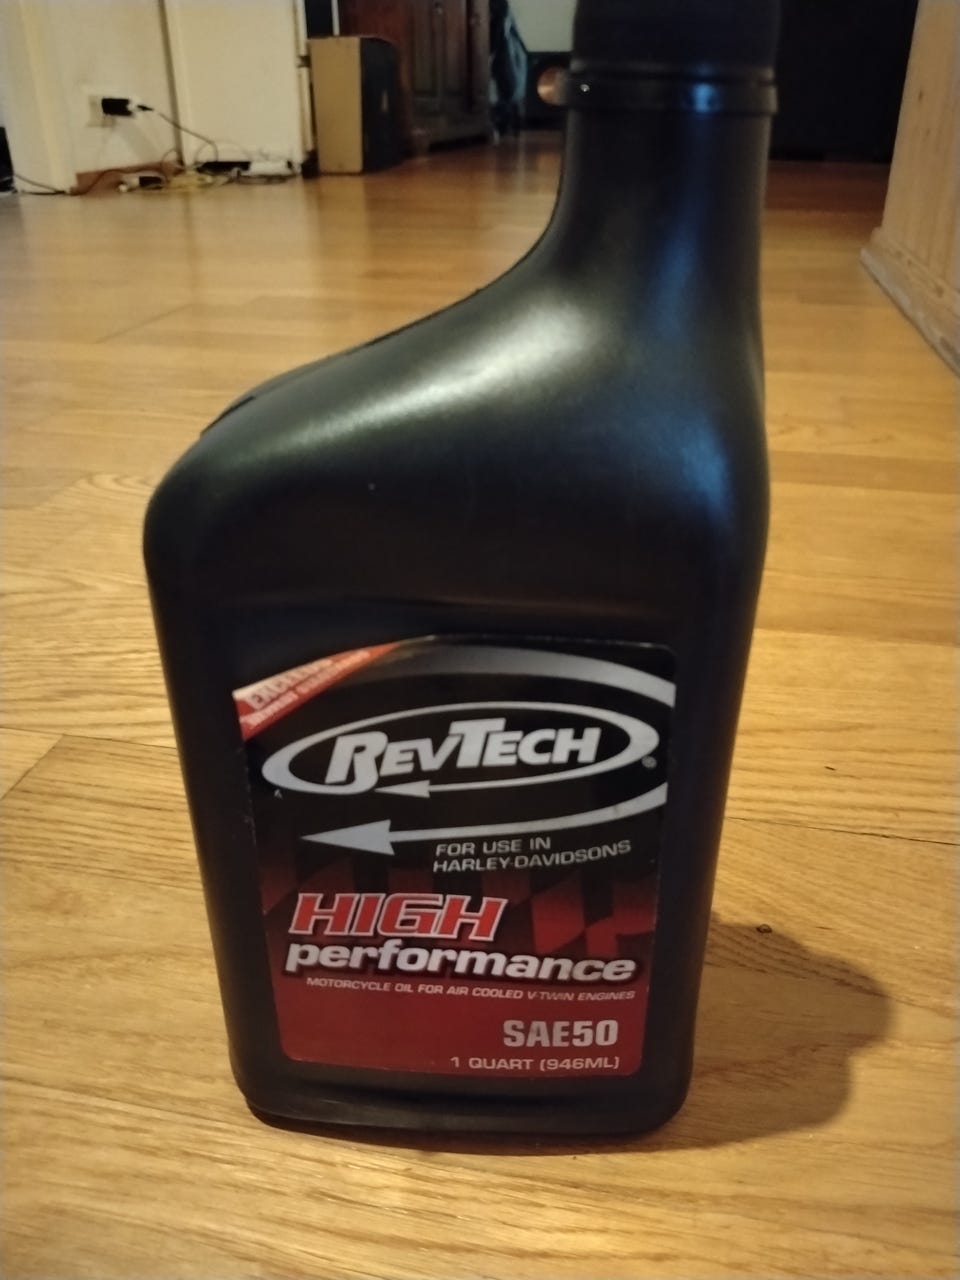 EXCEEDS
REVTECH®
FOR USE IN
HARLEY-DAVIDSONS
HIGH
performance
MOTORCYCLE OIL FOR AIR COOLED V-TWIN ENGINES
SAE50
1 QUART (946ML)